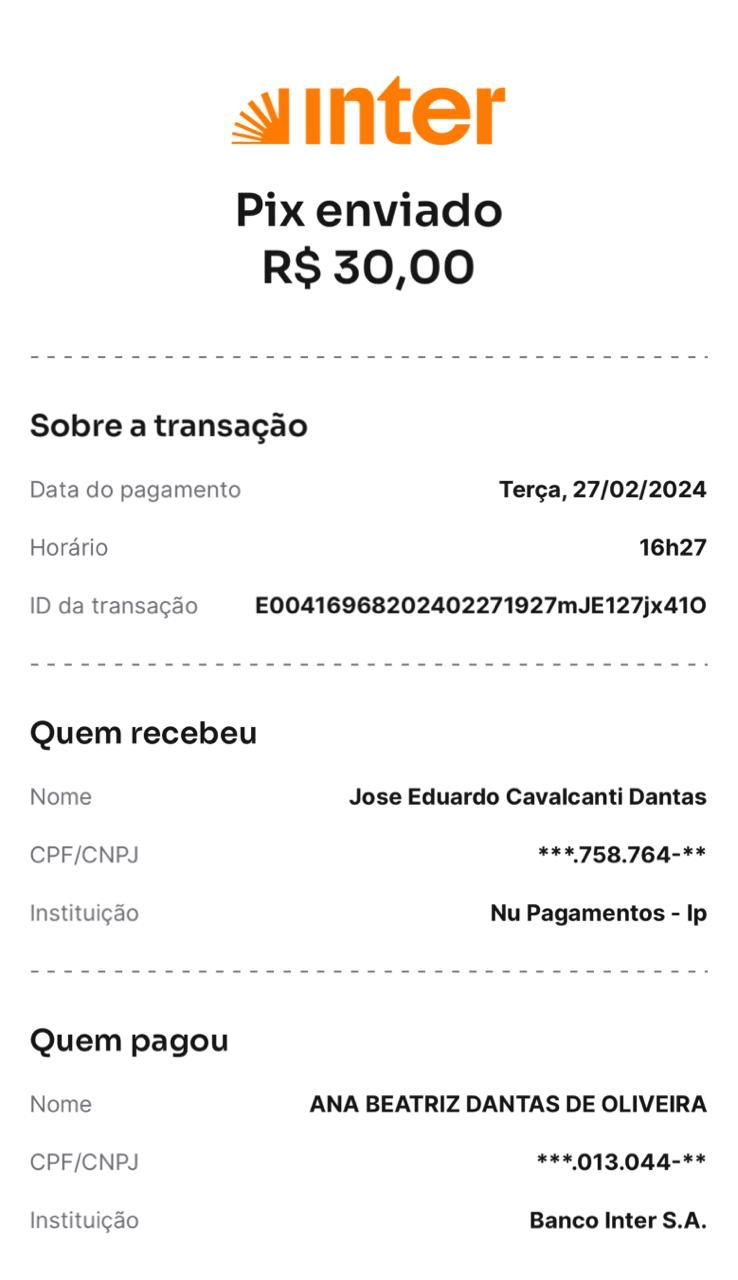 inter
Pix enviado
R$ 30,00
Sobre a transação
Data do pagamento Terça, 27/02/2024
Horário 16h27
ID da transação E00416968202402271927mJE127jx41O
Quem recebeu
Nome Jose Eduardo Cavalcanti Dantas
CPF/CNPJ ***.758.764-**
Instituição Nu Pagamentos - Ip
Quem pagou
Nome ANA BEATRIZ DANTAS DE OLIVEIRA
CPF/CNPJ ***.013.044-**
Instituição Banco Inter S.A.